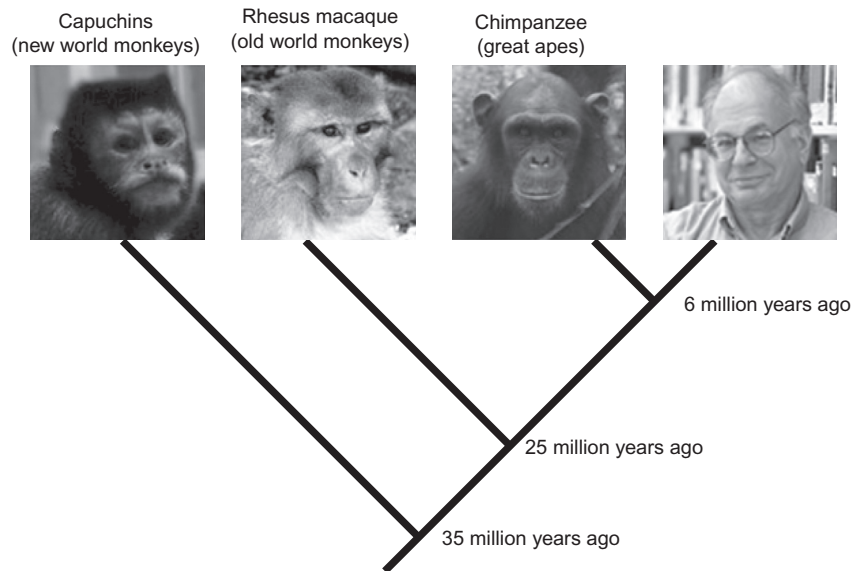 Capuchins
(new world monkeys)
Rhesus macaque
(old world monkeys)
Chimpanzee
(great apes)
6 million years ago
25 million years ago
35 million years ago